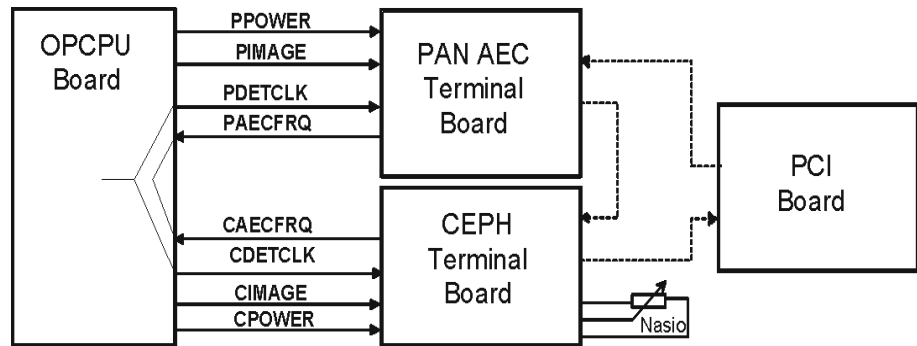 OPCPU
Board
PPOWER
PIMAGE
PDETCLK
PAECFRQ
CAECFRQ
CDETCLK
CIMAGE
CPOWER
PAN AEC
Terminal
Board
CEPH
Terminal
Board
Nasio
PCI
Board